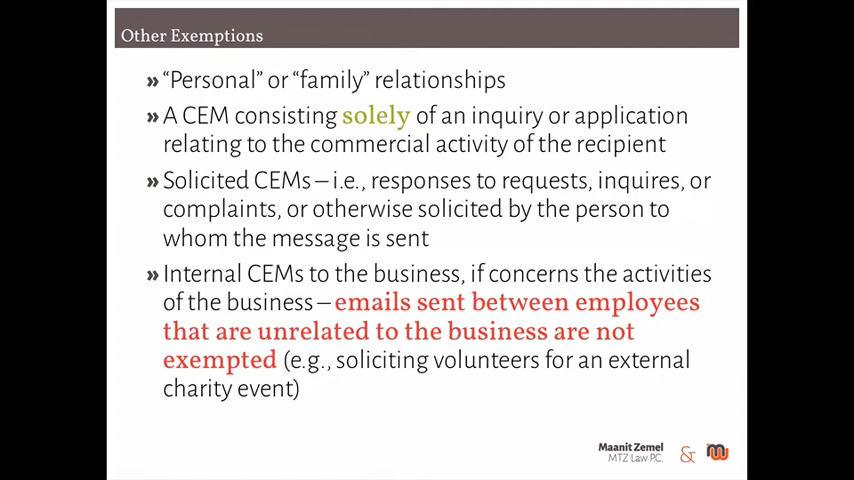 Other Exemptions
» “Personal” or “family” relationships
» A CEM consisting solely of an inquiry or application
relating to the commercial activity of the recipient
» Solicited CEMs – i.e., responses to requests, inquires, or
complaints, or otherwise solicited by the person to
whom the message is sent
» Internal CEMs to the business, if concerns the activities
of the business – emails sent between employees
that are unrelated to the business are not
exempted (e.g., soliciting volunteers for an external
charity event)
Maanit Zemel
MTZ Law P.C.
&